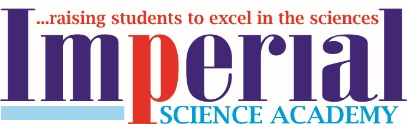 ...raising students to excel in the sciences
Imperial
SCIENCE ACADEMY